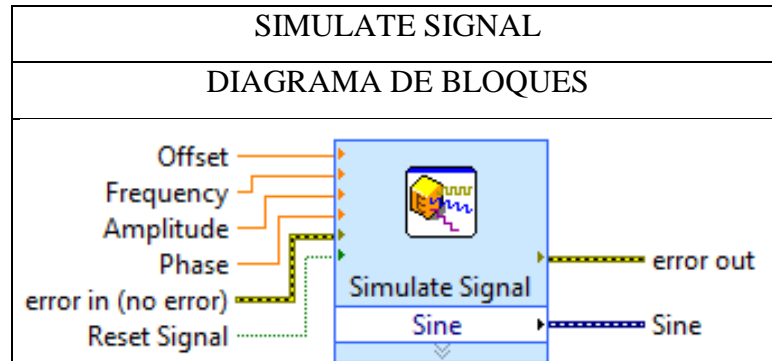 SIMULATE SIGNAL
DIAGRAMA DE BLOQUES
Offset
Frequency
Amplitude
Phase
error in (no error)
Reset Signal
Simulate Signal
Sine
error out
Sine